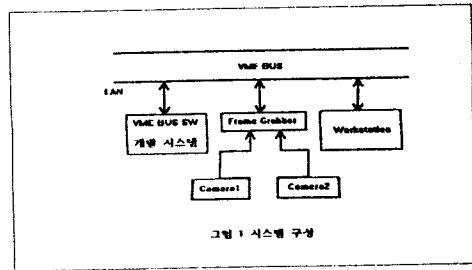 VME BUS
LAN
VME BUS SW
개발 시스템
Frame Grabber
Workstation
Camera1
Camera2
그림 1 시스템 구성